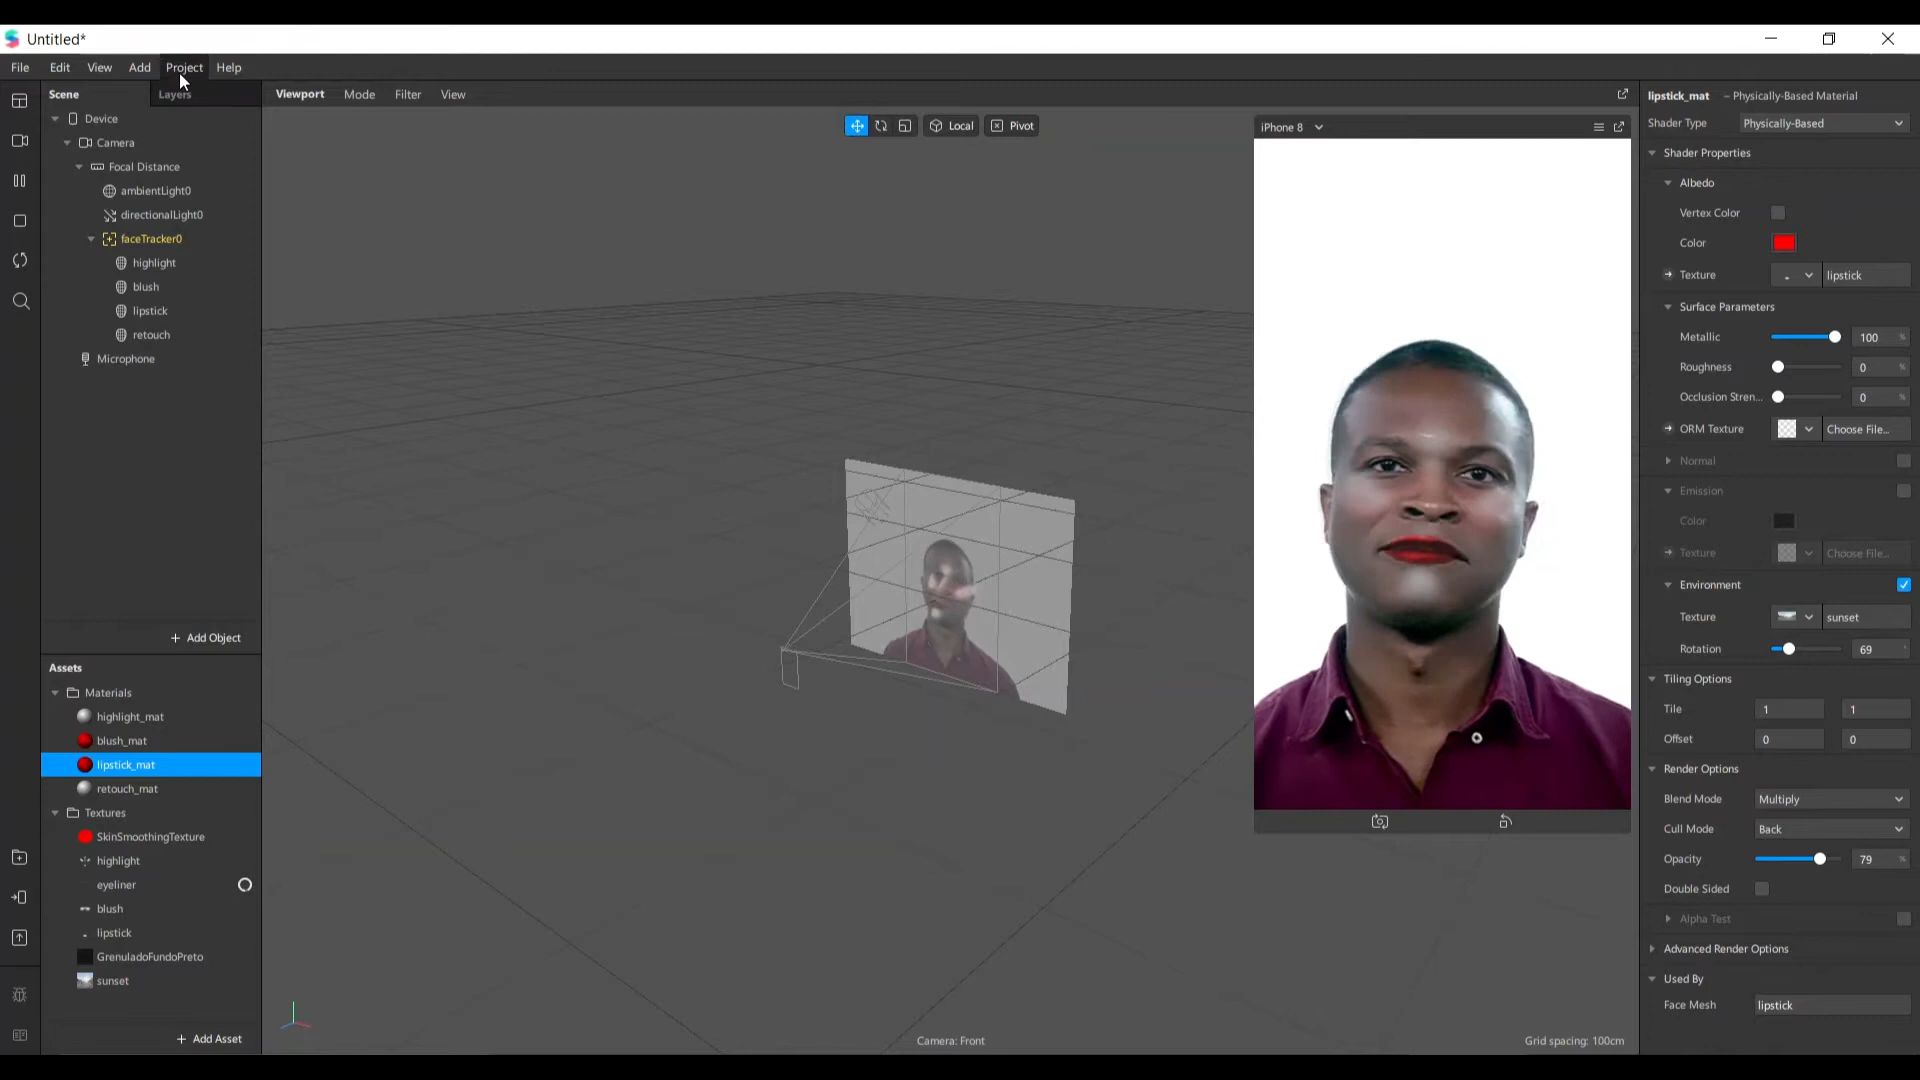 Untitled*
File Edit View Add Project Help
Scene Layers
Device
Camera
Focal Distance
ambientLight0
directionalLight0
faceTracker0
highlight
blush
lipstick
retouch
Microphone
+ Add Object
Assets
Materials
highlight_mat
blush_mat
lipstick_mat
retouch_mat
Textures
SkinSmoothingTexture
highlight
eyeliner
blush
lipstick
GrenuladoFundoPreto
sunset
+ Add Asset
Viewport Mode Filter View
Local Pivot
iPhone 8
Camera: Front
Grid spacing: 100cm
lipstick_mat – Physically-Based Material
Shader Type Physically-Based
Shader Properties
Albedo
Vertex Color
Color
Texture lipstick
Surface Parameters
Metallic 100 %
Roughness 0 %
Occlusion Stren... 0 %
ORM Texture Choose File...
Normal
Emission
Color
Texture Choose File...
Environment
Texture sunset
Rotation 69 °
Tiling Options
Tile 1 1
Offset 0 0
Render Options
Blend Mode Multiply
Cull Mode Back
Opacity 79 %
Double Sided
Alpha Test
Advanced Render Options
Used By
Face Mesh lipstick